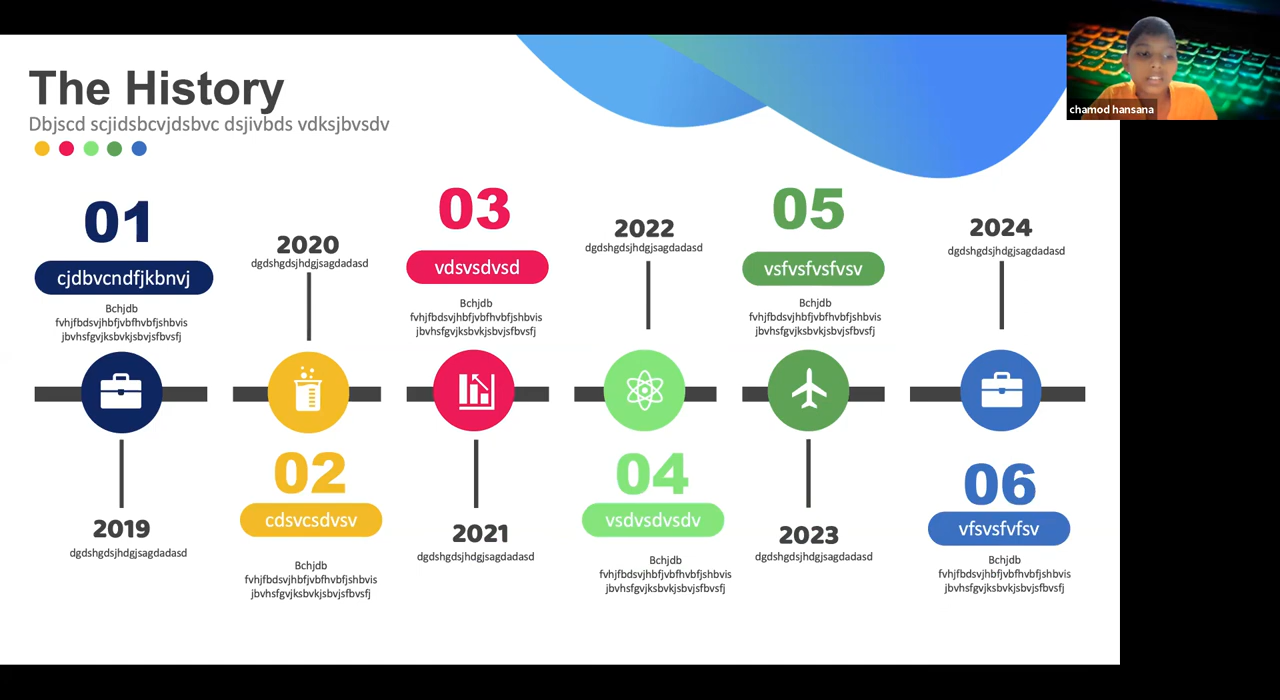 The History
Dbjscd scjidsbcvjdsbvc dsjivbds vdksjbvsdv
chamod hansana
01
cjdbvcndfjkbnvj
Bchjdb
fvhjfbdsvjhbfjvbfhvbfjshbvis
jbvhsfgvjksbvkjsbvjsfbvsfj
2019
dgdshgdsjhdgjsagdadasd
2020
dgdshgdsjhdgjsagdadasd
02
cdsvcsdvsv
Bchjdb
fvhjfbdsvjhbfjvbfhvbfjshbvis
jbvhsfgvjksbvkjsbvjsfbvsfj
03
vdsvsdvsd
Bchjdb
fvhjfbdsvjhbfjvbfhvbfjshbvis
jbvhsfgvjksbvkjsbvjsfbvsfj
2021
dgdshgdsjhdgjsagdadasd
2022
dgdshgdsjhdgjsagdadasd
04
vsdvsdvsdv
Bchjdb
fvhjfbdsvjhbfjvbfhvbfjshbvis
jbvhsfgvjksbvkjsbvjsfbvsfj
05
vsfvsfvsfvsv
Bchjdb
fvhjfbdsvjhbfjvbfhvbfjshbvis
jbvhsfgvjksbvkjsbvjsfbvsfj
2023
dgdshgdsjhdgjsagdadasd
2024
dgdshgdsjhdgjsagdadasd
06
vfsvsfvfsv
Bchjdb
fvhjfbdsvjhbfjvbfhvbfjshbvis
jbvhsfgvjksbvkjsbvjsfbvsfj